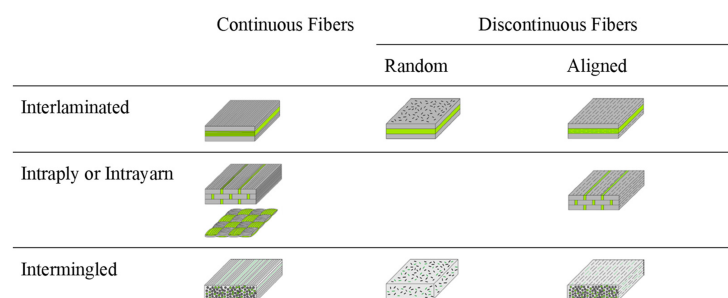 Continuous Fibers
Discontinuous Fibers
Random
Aligned
Interlaminated
Intraply or Intrayarn
Intermingled